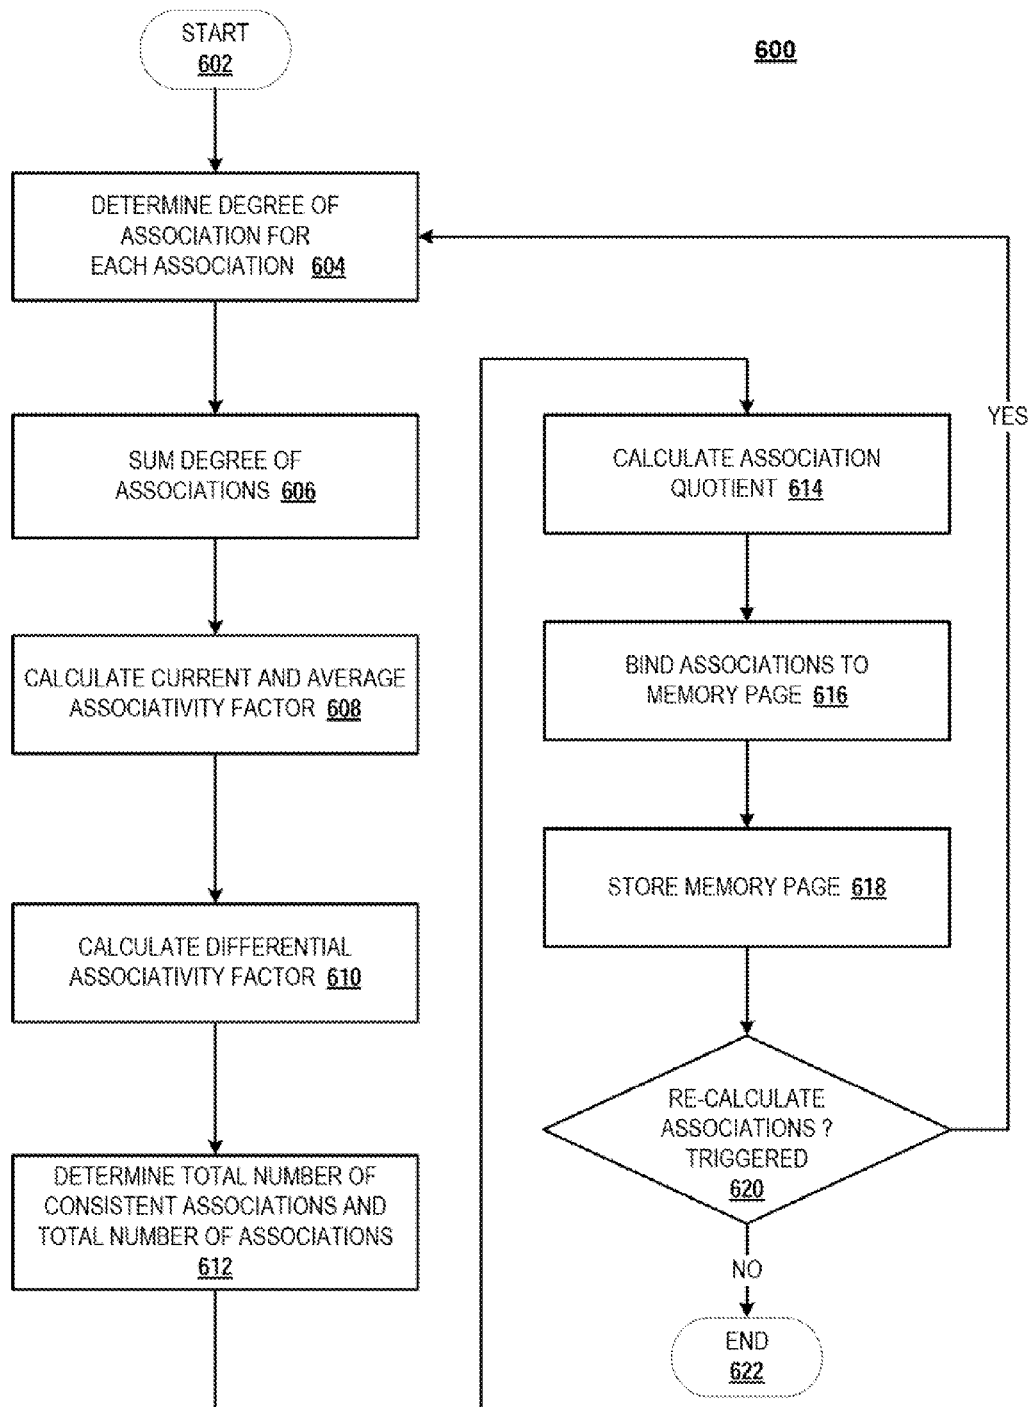 START
602
600
DETERMINE DEGREE OF
ASSOCIATION FOR
EACH ASSOCIATION 604
SUM DEGREE OF
ASSOCIATIONS 606
CALCULATE CURRENT AND AVERAGE
ASSOCIATIVITY FACTOR 608
CALCULATE DIFFERENTIAL
ASSOCIATIVITY FACTOR 610
DETERMINE TOTAL NUMBER OF
CONSISTENT ASSOCIATIONS AND
TOTAL NUMBER OF ASSOCIATIONS
612
CALCULATE ASSOCIATION
QUOTIENT 614
BIND ASSOCIATIONS TO
MEMORY PAGE 616
STORE MEMORY PAGE 618
RE-CALCULATE
ASSOCIATIONS ?
TRIGGERED
620
YES
NO
END
622